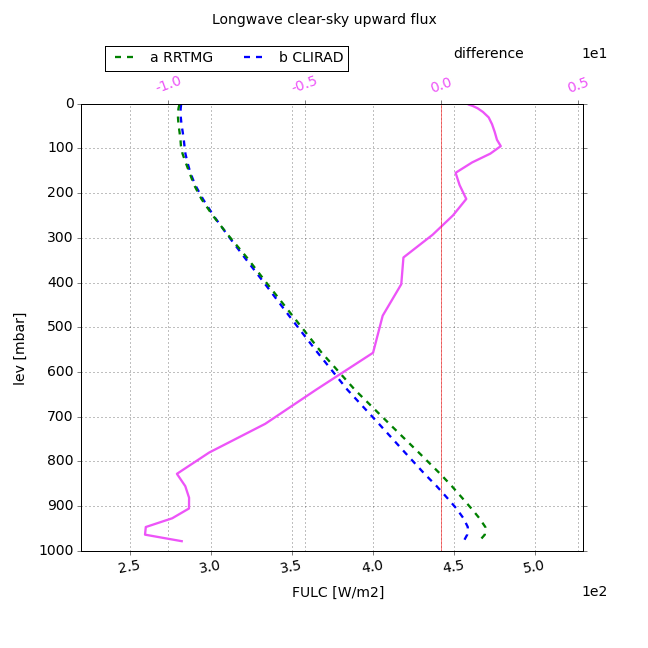 Longwave clear-sky upward flux
a RRTMG b CLIRAD
difference 1e1
-1.0 -0.5 0.0 0.5
0
100
200
300
400
500
600
700
800
900
1000
lev [mbar]
2.5 3.0 3.5 4.0 4.5 5.0
FULC [W/m2] 1e2